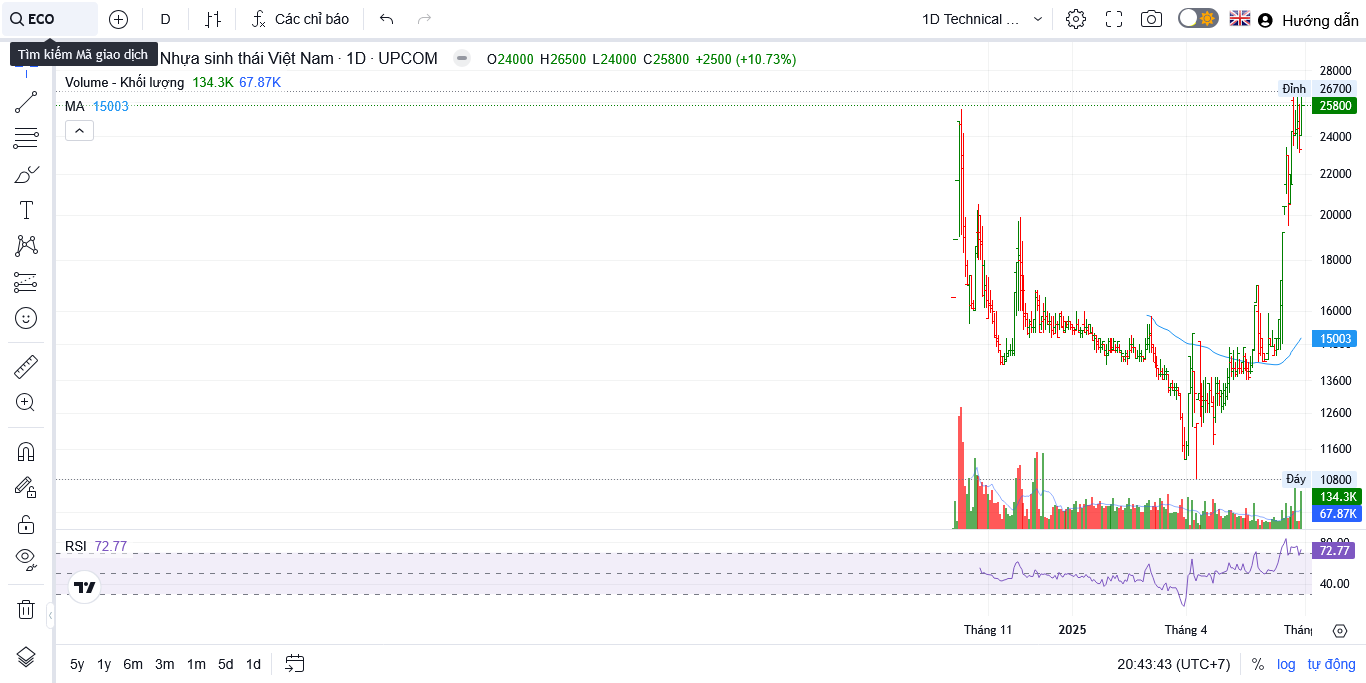 ECO
D
Các chỉ báo
1D Technical ...
Hướng dẫn
Tìm kiếm Mã giao dịch
Nhựa sinh thái Việt Nam · 1D · UPCOM
O24000 H26500 L24000 C25800 +2500 (+10.73%)
Volume - Khối lượng 134.3K 67.87K
MA 15003
28000
Đỉnh 26700
25800
24000
22000
20000
18000
16000
15003
13600
12600
11600
Đáy 10800
134.3K
67.87K
RSI 72.77
80.00
72.77
40.00
Tháng 11
2025
Tháng 4
5y 1y 6m 3m 1m 5d 1d
20:43:43 (UTC+7)
% log tự động